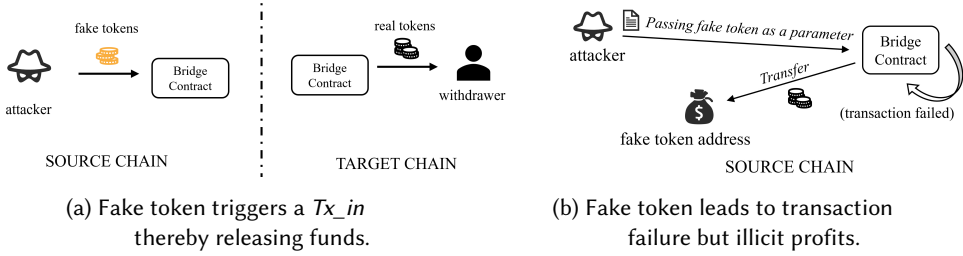 fake tokens
attacker
Bridge
Contract
SOURCE CHAIN
real tokens
Bridge
Contract
withdrawer
TARGET CHAIN
(a) Fake token triggers a Tx_in
thereby releasing funds.
Passing fake token as a parameter
attacker
Bridge
Contract
Transfer
$
(transaction failed)
fake token address
SOURCE CHAIN
(b) Fake token leads to transaction
failure but illicit profits.